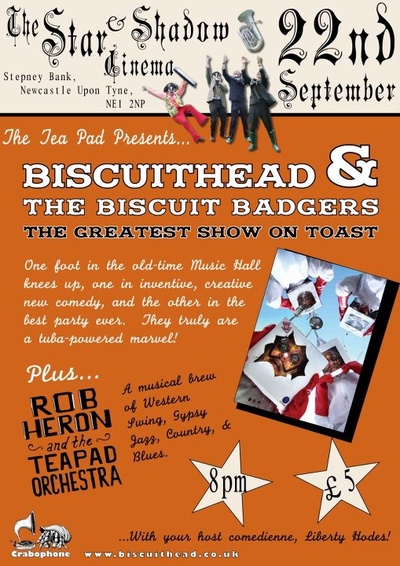 The Star & Shadow
Cinema
Stepney Bank,
Newcastle Upon Tyne,
NE1 2NP
22nd
September
The Tea Pad Presents...
BISCUITHEAD &
THE BISCUIT BADGERS
THE GREATEST SHOW ON TOAST
One foot in the old-time Music Hall
knees up, one in inventive, creative
new comedy, and the other in the
best party ever. They truly are
a tuba-powered marvel!
Plus...
ROB
HERON
and the
TEAPAD
ORCHESTRA
A musical brew
of Western
Swing, Gypsy
Jazz, Country, &
Blues.
8pm
£5
...With your host comedienne, Liberty Hodes!
Crabophone
www.biscuithead.co.uk